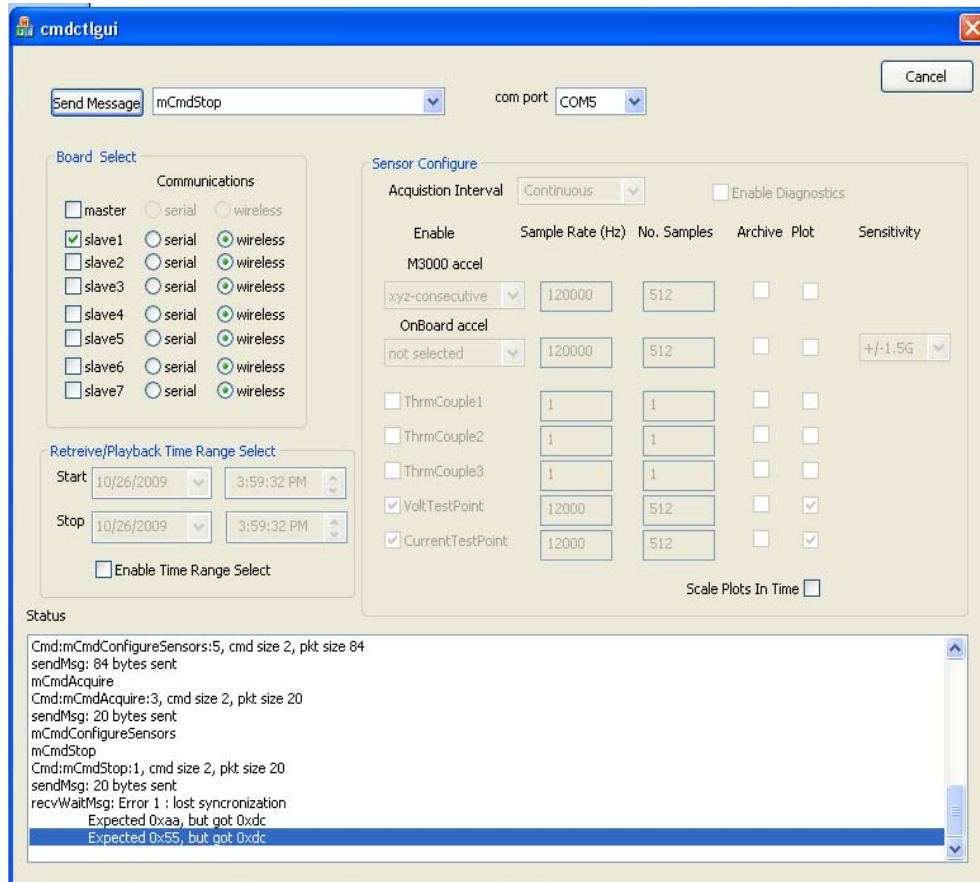 cmdctlgui
Cancel
Send Message mCmdStop com port COM5
Board Select
Communications
master serial wireless
slave1 serial wireless
slave2 serial wireless
slave3 serial wireless
slave4 serial wireless
slave5 serial wireless
slave6 serial wireless
slave7 serial wireless
Retreive/Playback Time Range Select
Start 10/26/2009 3:59:32 PM
Stop 10/26/2009 3:59:32 PM
Enable Time Range Select
Sensor Configure
Acquistion Interval Continuous Enable Diagnostics
Enable Sample Rate (Hz) No. Samples Archive Plot Sensitivity
M3000 accel
xyz-consecutive 120000 512
OnBoard accel
not selected 120000 512 +/-1.5G
ThrmCouple1 1 1
ThrmCouple2 1 1
ThrmCouple3 1 1
VoltTestPoint 12000 512
CurrentTestPoint 12000 512
Scale Plots In Time
Status
Cmd:mCmdConfigureSensors:5, cmd size 2, pkt size 84
sendMsg: 84 bytes sent
mCmdAcquire
Cmd:mCmdAcquire:3, cmd size 2, pkt size 20
sendMsg: 20 bytes sent
mCmdConfigureSensors
mCmdStop
Cmd:mCmdStop:1, cmd size 2, pkt size 20
sendMsg: 20 bytes sent
recvWaitMsg: Error 1 : lost syncronization
Expected 0xaa, but got 0xdc
Expected 0x55, but got 0xdc